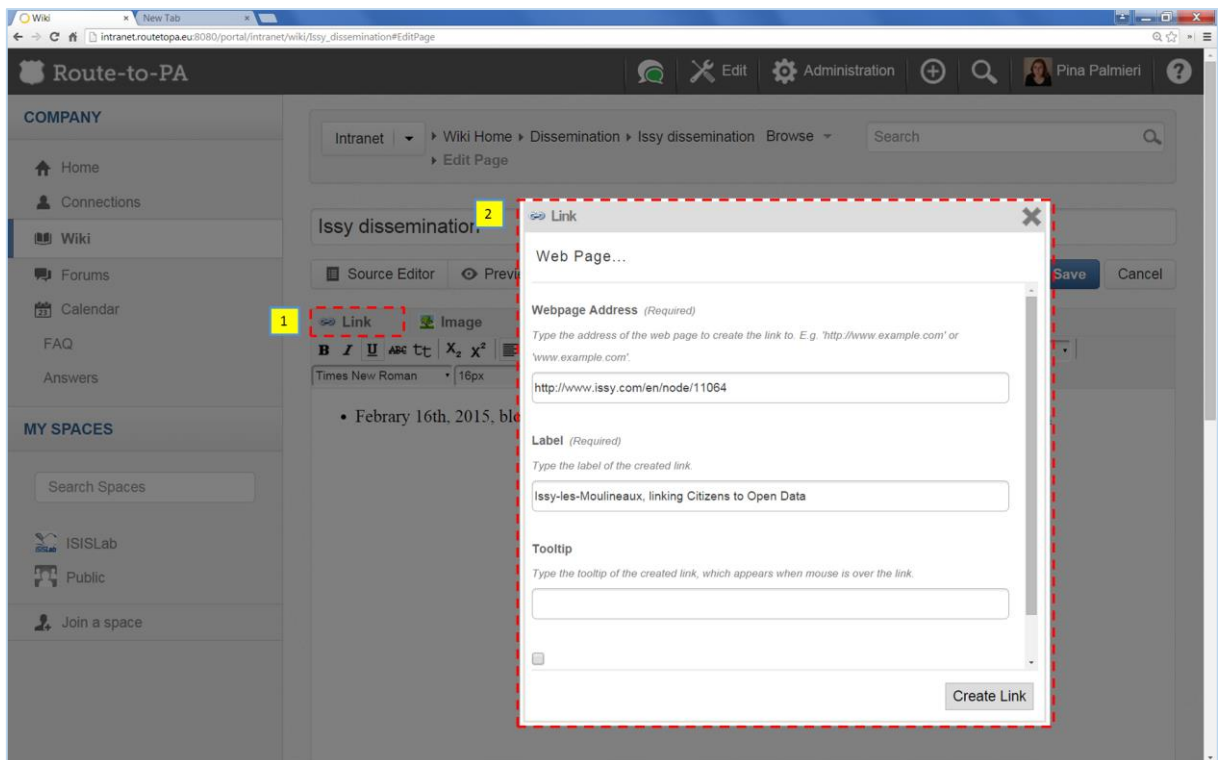 Wiki
New Tab
intranet.routetopa.eu:8080/portal/intranet/wiki/Issy_dissemination#EditPage
Route-to-PA
Edit
Administration
Pina Palmieri
?
COMPANY
Home
Connections
Wiki
Forums
Calendar
FAQ
Answers
MY SPACES
Search Spaces
ISISLab
Public
Join a space
Intranet
Wiki Home
Dissemination
Issy dissemination
Browse
Search
Edit Page
Issy dissemination
Source Editor
Save
Cancel
1
Link
Image
B I U ABC Tt X2 X2
Times New Roman
16px
• Febrary 16th, 2015,
2
Link
Web Page...
Webpage Address (Required)
Type the address of the web page to create the link to. E.g. 'http://www.example.com' or
'www.example.com'.
http://www.issy.com/en/node/11064
Label (Required)
Type the label of the created link.
Issy-les-Moulineaux, linking Citizens to Open Data
Tooltip
Type the tooltip of the created link, which appears when mouse is over the link.
Create Link